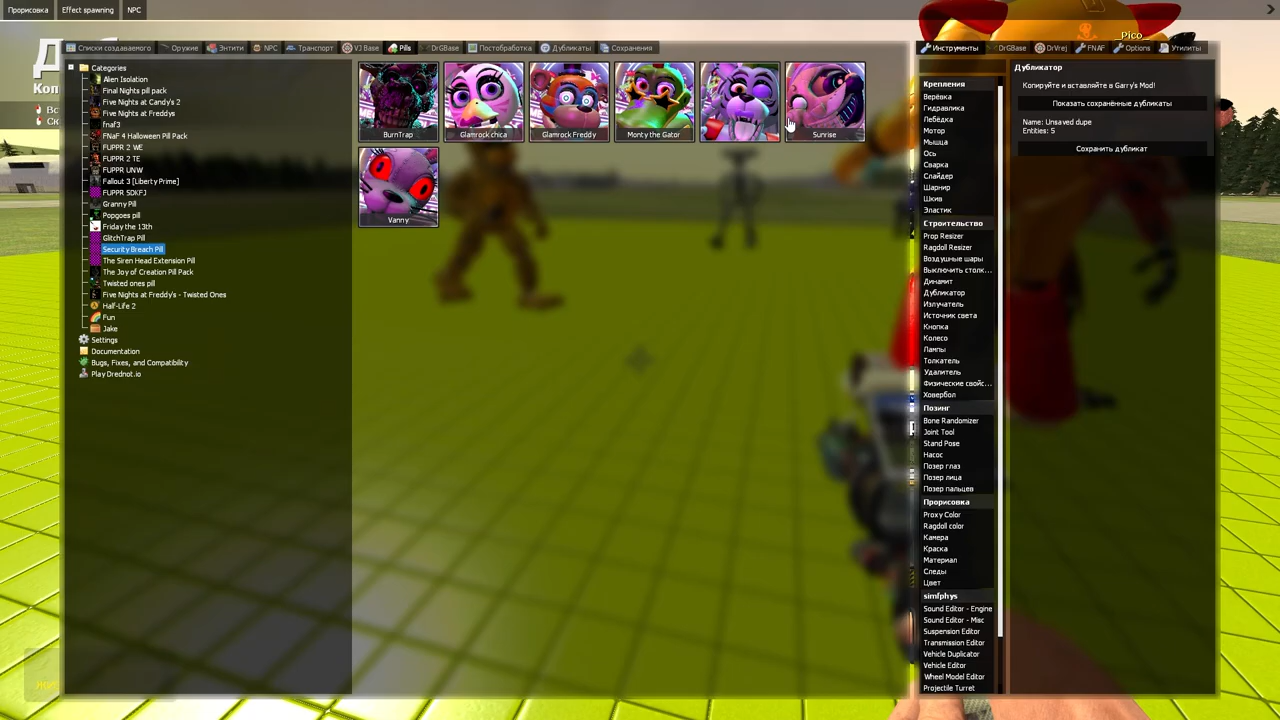 Прорисовка
Effect spawning
NPC
_Pico_
Списки создаваемого
Оружие
Энтити
NPC
Транспорт
VJ Base
Pills
DrGBase
Постобработка
Дубликаты
Сохранения
Categories
Alien Isolation
Final Nights pill pack
Five Nights at Candy's 2
Five Nights at Freddys
fnaf3
FNaF 4 Halloween Pill Pack
FUPPR 2 WE
FUPPR 2 TE
FUPPR UNW
Fallout 3 [Liberty Prime]
FUPPR SDKFJ
Granny Pill
Popgoes pill
Friday the 13th
GlitchTrap Pill
Security Breach Pill
The Siren Head Extension Pill
The Joy of Creation Pill Pack
Twisted ones pill
Five Nights at Freddy's - Twisted Ones
Half-Life 2
Fun
Jake
Settings
Documentation
Bugs, Fixes, and Compatibility
Play Drednot.io
BurnTrap
Glamrock chica
Glamrock Freddy
Monty the Gator
Sunrise
Vanny
Инструменты
DrGBase
DrVrej
FNAF
Options
Утилиты
Крепления
Верёвка
Гидравлика
Лебёдка
Мотор
Мышца
Ось
Сварка
Слайдер
Шарнир
Шкив
Эластик
Строительство
Prop Resizer
Ragdoll Resizer
Воздушные шары
Выключить столк...
Динамит
Дубликатор
Излучатель
Источник света
Кнопка
Колесо
Лампы
Толкатель
Удалитель
Физические свойс...
Ховербол
Позинг
Bone Randomizer
Joint Tool
Stand Pose
Насос
Позер глаз
Позер лица
Позер пальцев
Прорисовка
Proxy Color
Ragdoll color
Камера
Краска
Материал
Следы
Цвет
simfphys
Sound Editor - Engine
Sound Editor - Misc
Suspension Editor
Transmission Editor
Vehicle Duplicator
Vehicle Editor
Wheel Model Editor
Projectile Turret
Дубликатор
Копируйте и вставляйте в Garry's Mod!
Показать сохранённые дубликаты
Name: Unsaved dupe
Entities: 5
Сохранить дубликат